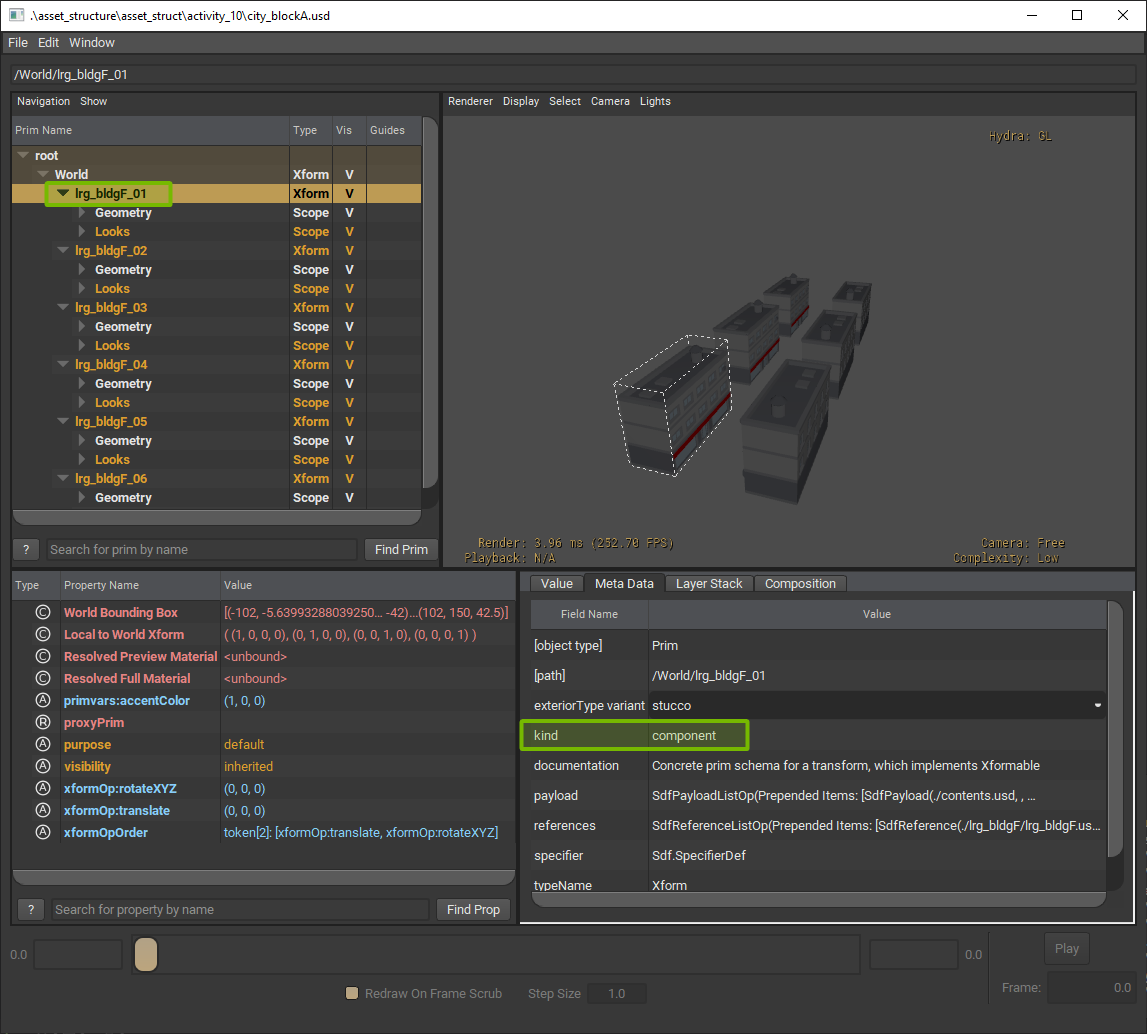 .\asset_structure\asset_struct\activity_10\city_blockA.usd
File Edit Window
/World/lrg_bldgF_01
Navigation Show
Prim Name Type Vis Guides
root
World Xform V
lrg_bldgF_01 Xform V
Geometry Scope V
Looks Scope V
lrg_bldgF_02 Xform V
Geometry Scope V
Looks Scope V
lrg_bldgF_03 Xform V
Geometry Scope V
Looks Scope V
lrg_bldgF_04 Xform V
Geometry Scope V
Looks Scope V
lrg_bldgF_05 Xform V
Geometry Scope V
Looks Scope V
lrg_bldgF_06 Xform V
Geometry Scope V
? Search for prim by name Find Prim
Renderer Display Select Camera Lights
Hydra: GL
Render: 3.96 ms (252.70 FPS)
Playback: N/A
Camera: Free
Complexity: Low
Type Property Name Value
C World Bounding Box [(-102, -5.63993288039250... -42)...(102, 150, 42.5)]
C Local to World Xform ( (1, 0, 0, 0), (0, 1, 0, 0), (0, 0, 1, 0), (0, 0, 0, 1) )
C Resolved Preview Material <unbound>
C Resolved Full Material <unbound>
A primvars:accentColor (1, 0, 0)
R proxyPrim
A purpose default
A visibility inherited
A xformOp:rotateXYZ (0, 0, 0)
A xformOp:translate (0, 0, 0)
A xformOpOrder token[2]: [xformOp:translate, xformOp:rotateXYZ]
? Search for property by name Find Prop
Value Meta Data Layer Stack Composition
Field Name Value
[object type] Prim
[path] /World/lrg_bldgF_01
exteriorType variant stucco
kind component
documentation Concrete prim schema for a transform, which implements Xformable
payload SdfPayloadListOp(Prepended Items: [SdfPayload(./contents.usd, , ...
references SdfReferenceListOp(Prepended Items: [SdfReference(./lrg_bldgF/lrg_bldgF.us...
specifier Sdf.SpecifierDef
typeName Xform
0.0 0.0 Play
Redraw On Frame Scrub Step Size 1.0 Frame: 0.0